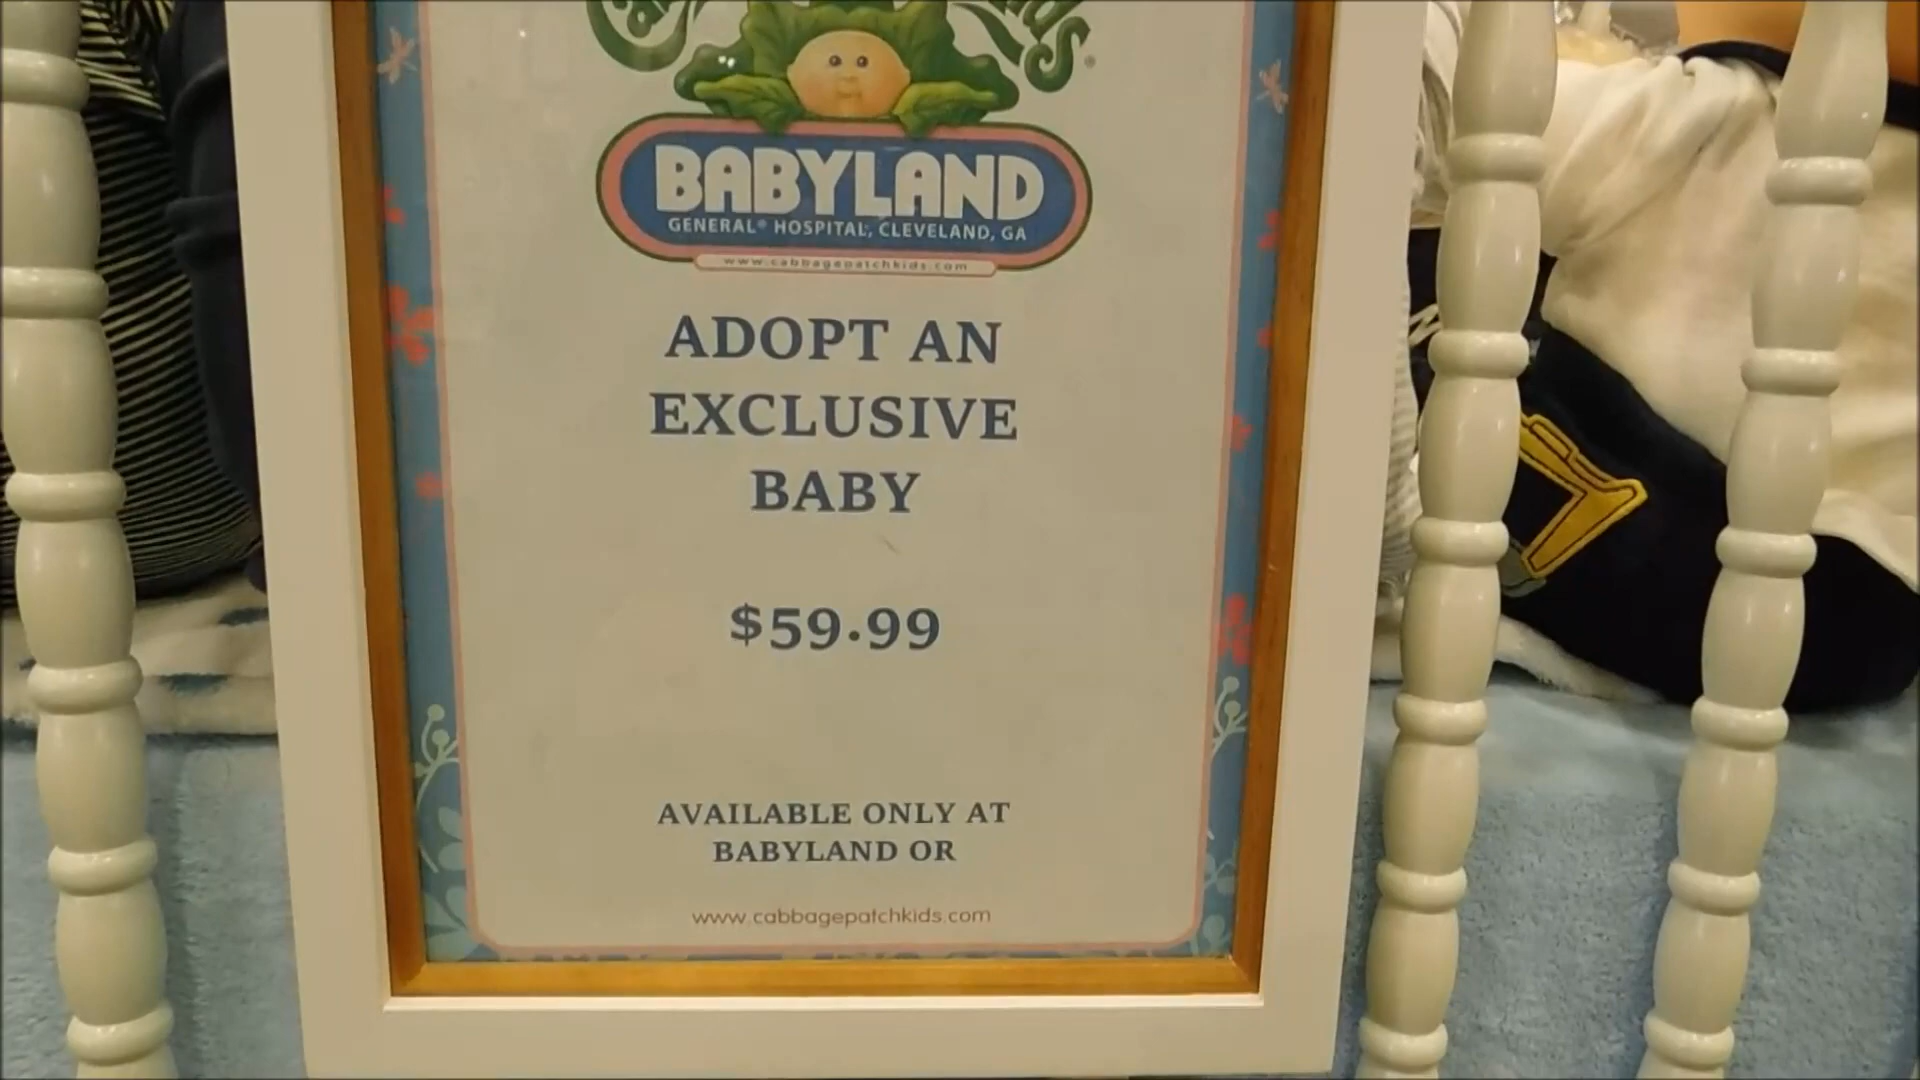 BABYLAND
GENERAL® HOSPITAL, CLEVELAND, GA
www.cabbagepatchkids.com
ADOPT AN
EXCLUSIVE
BABY
$59.99
AVAILABLE ONLY AT
BABYLAND OR
www.cabbagepatchkids.com